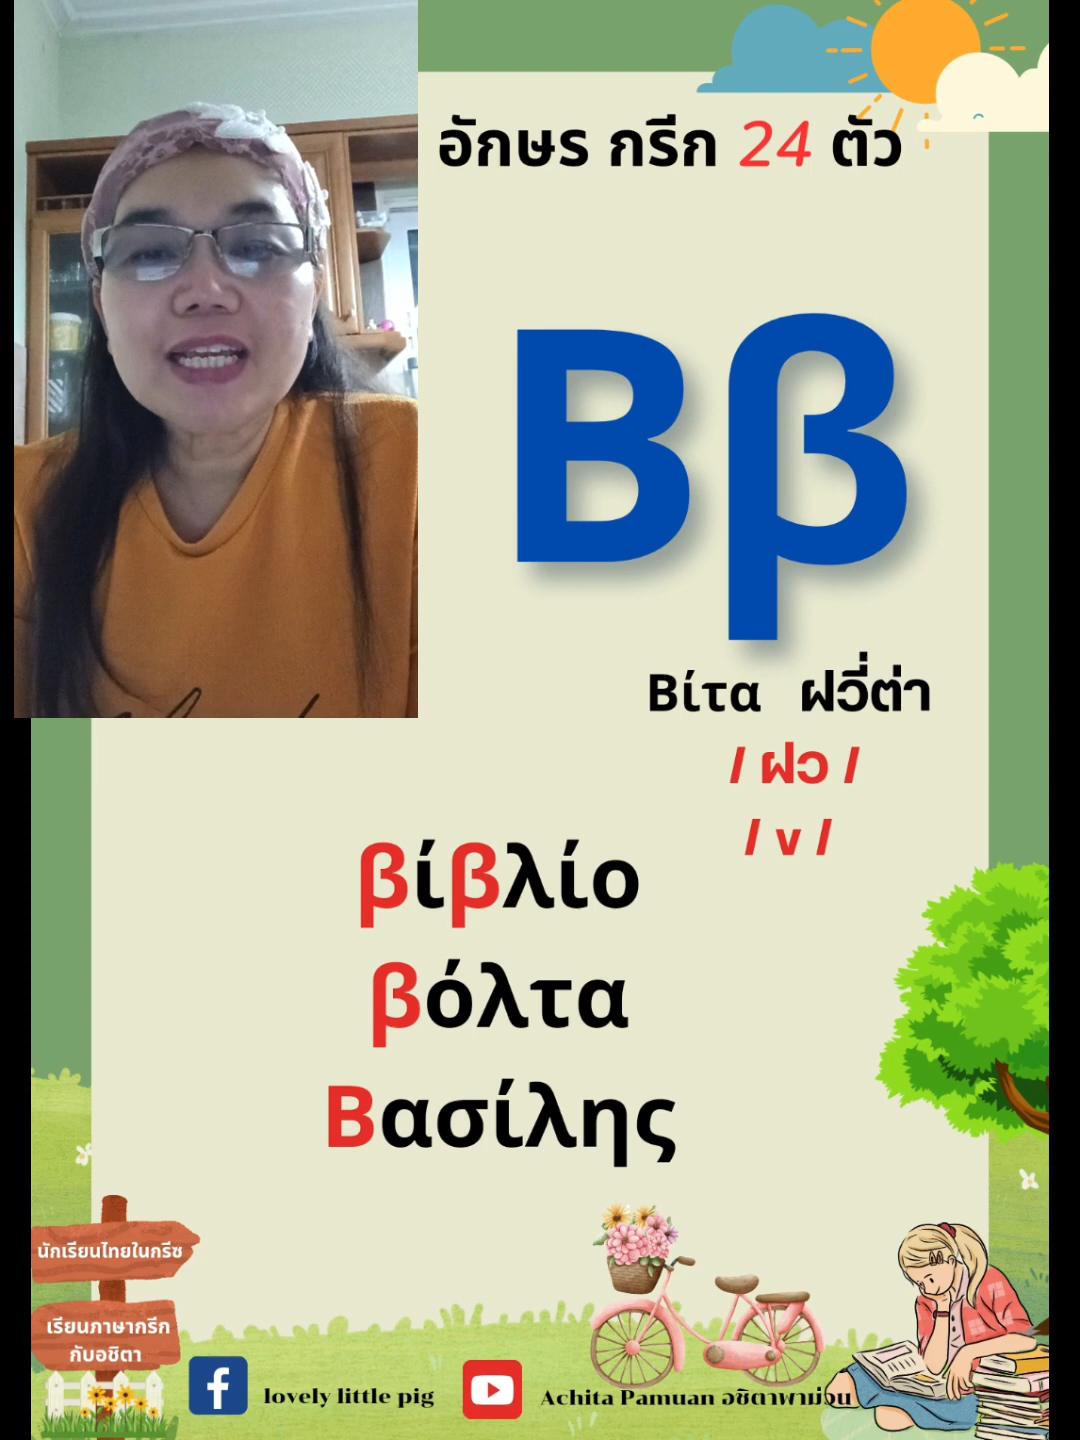 อักษร กรีก 24 ตัว
Ββ
Βίτα ฝวี่ต่า
/ ฝว /
/ v /
βίβλίο
βόλτα
Βασίλης
นักเรียนไทยในกรีซ
เรียนภาษากรีก
กับอชิตา
lovely little pig
Achita Pamuan อชิตาพาม่วน